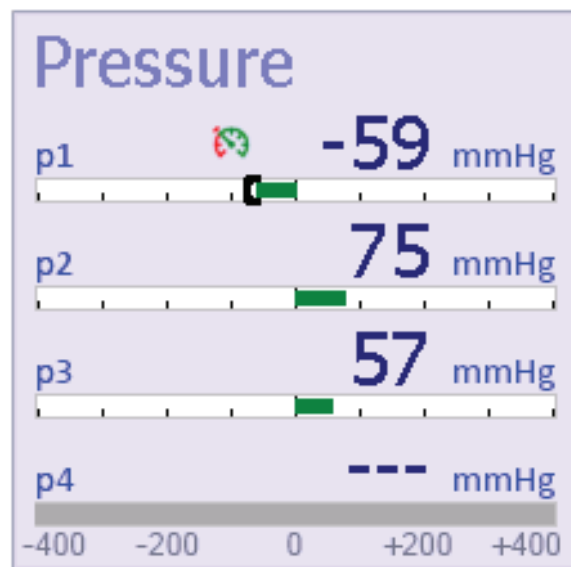 Pressure
p1 -59 mmHg
p2 75 mmHg
p3 57 mmHg
p4 --- mmHg
-400 -200 0 +200 +400